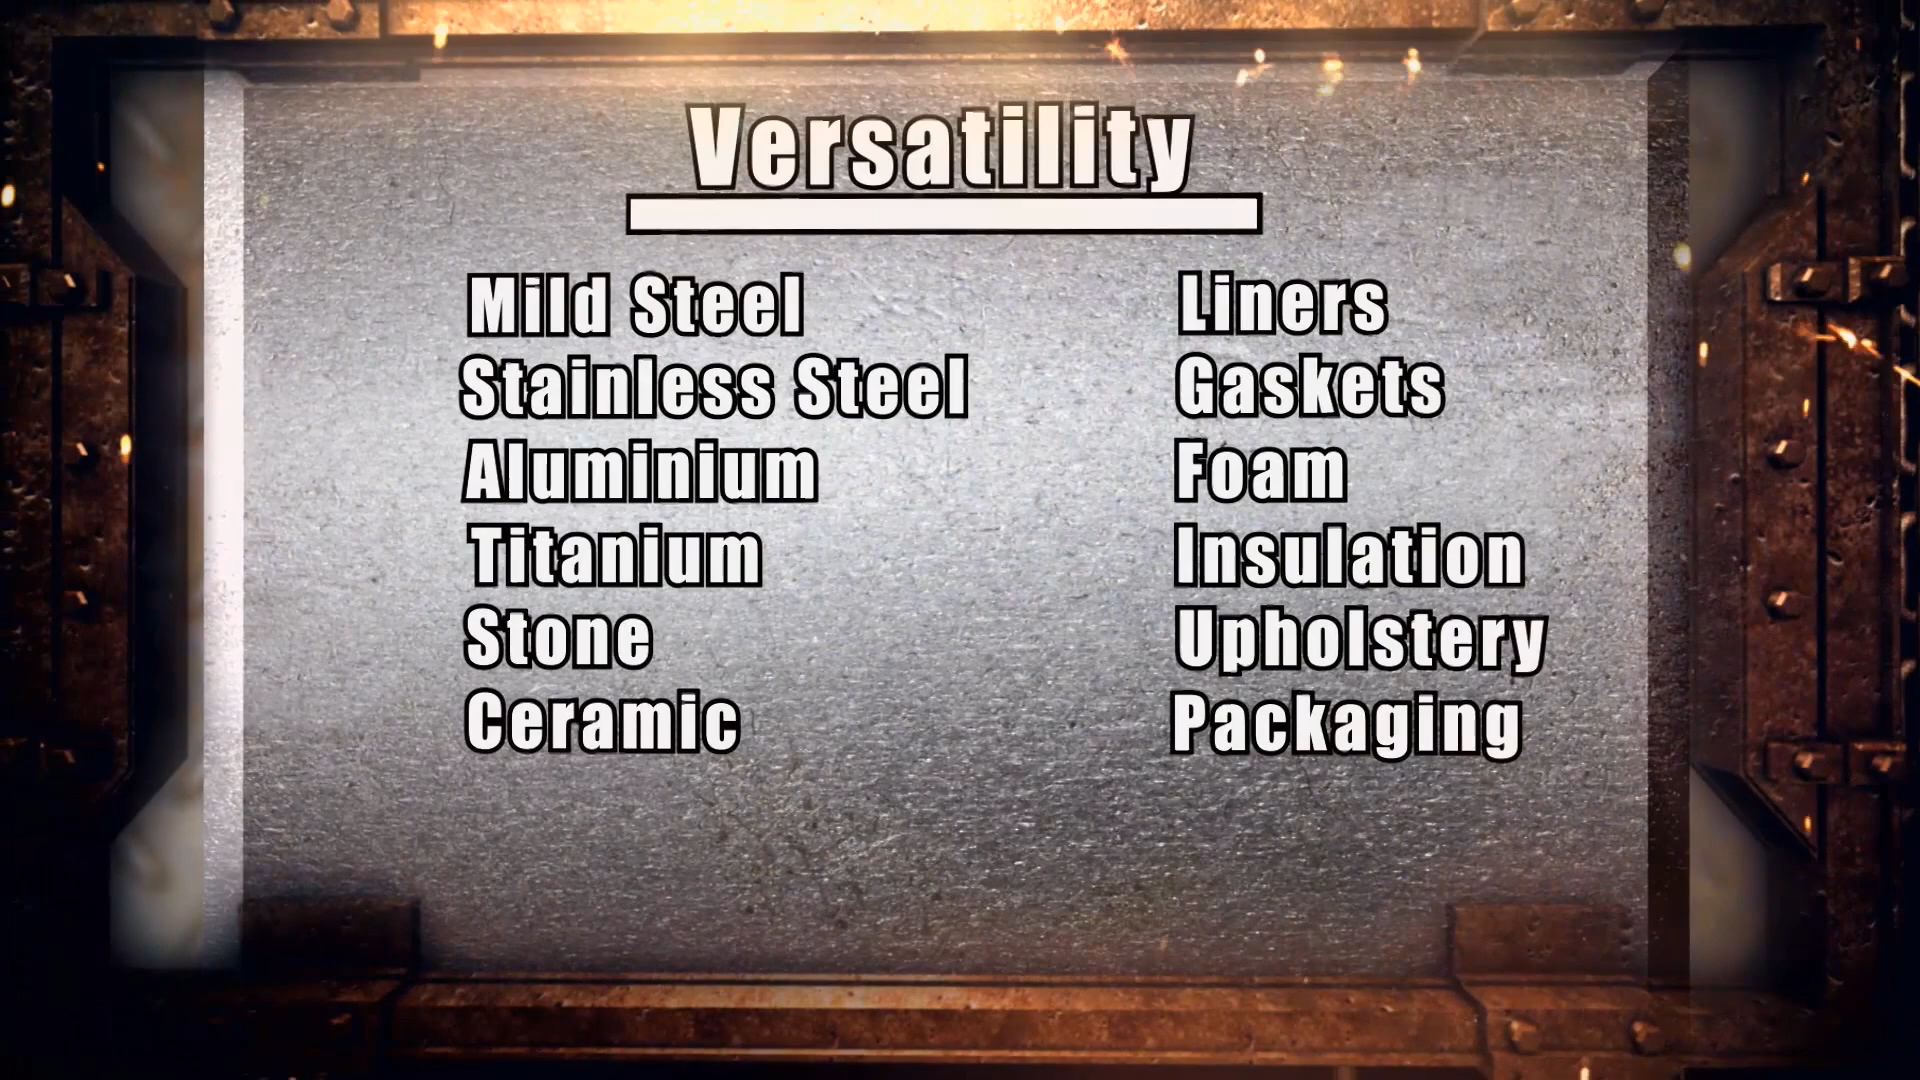 Versatility
Mild Steel
Stainless Steel
Aluminium
Titanium
Stone
Ceramic
Liners
Gaskets
Foam
Insulation
Upholstery
Packaging